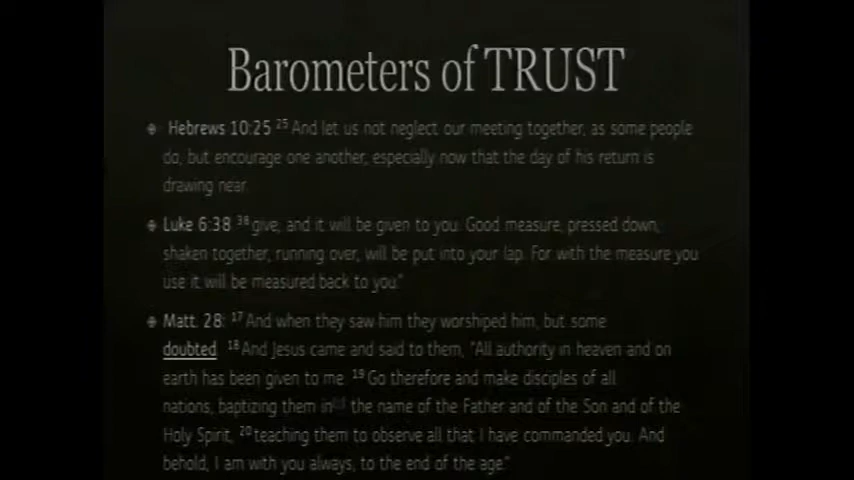 Barometers of TRUST
Hebrews 10:25 25 And let us not neglect our meeting together, as some people
do, but encourage one another, especially now that the day of his return is
drawing near.
Luke 6:38 38 give, and it will be given to you. Good measure, pressed down,
shaken together, running over, will be put into your lap. For with the measure you
use it will be measured back to you."
Matt. 28: 17 And when they saw him they worshiped him, but some
doubted. 18 And Jesus came and said to them, "All authority in heaven and on
earth has been given to me. 19 Go therefore and make disciples of all
nations, baptizing them in the name of the Father and of the Son and of the
Holy Spirit, 20 teaching them to observe all that I have commanded you. And
behold, I am with you always, to the end of the age."